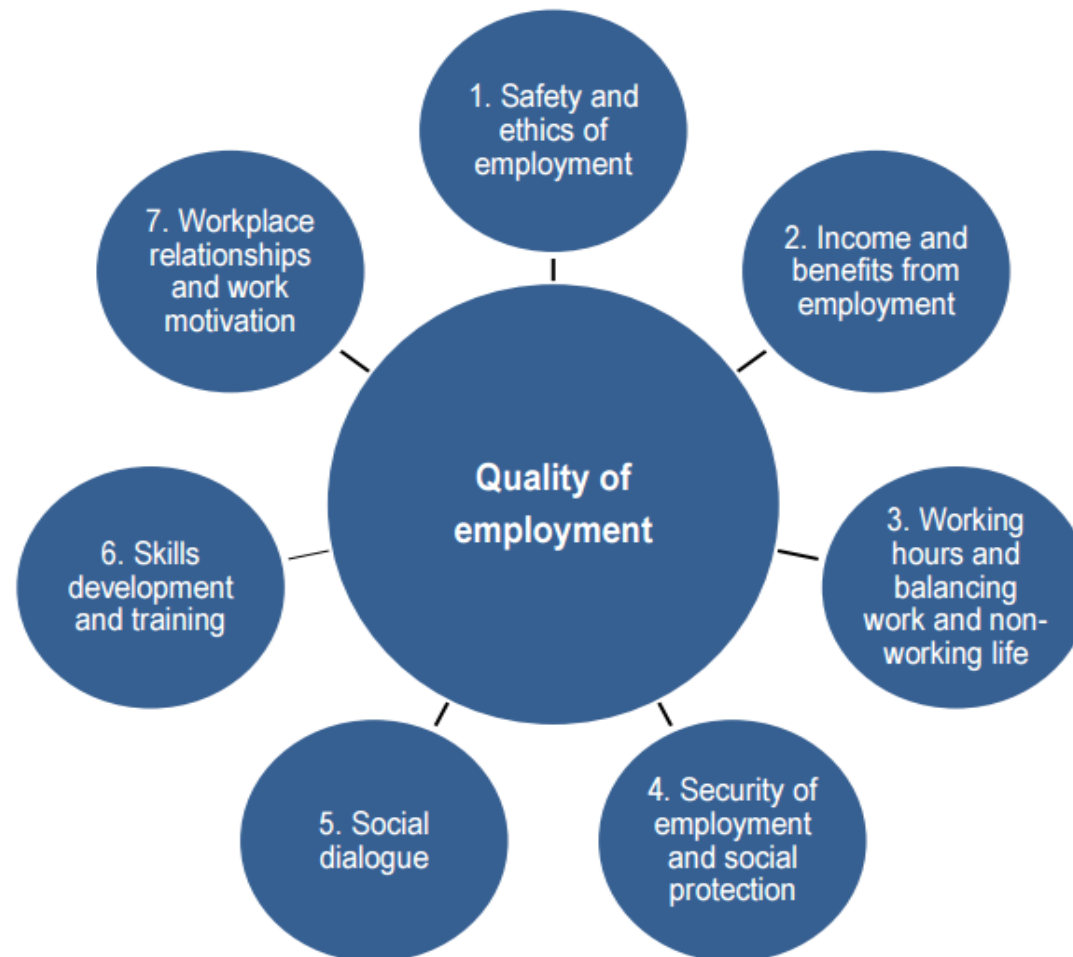 1. Safety and
ethics of
employment
2. Income and
benefits from
employment
3. Working
hours and
balancing
work and non-
working life
4. Security of
employment
and social
protection
5. Social
dialogue
6. Skills
development
and training
7. Workplace
relationships
and work
motivation
Quality of
employment